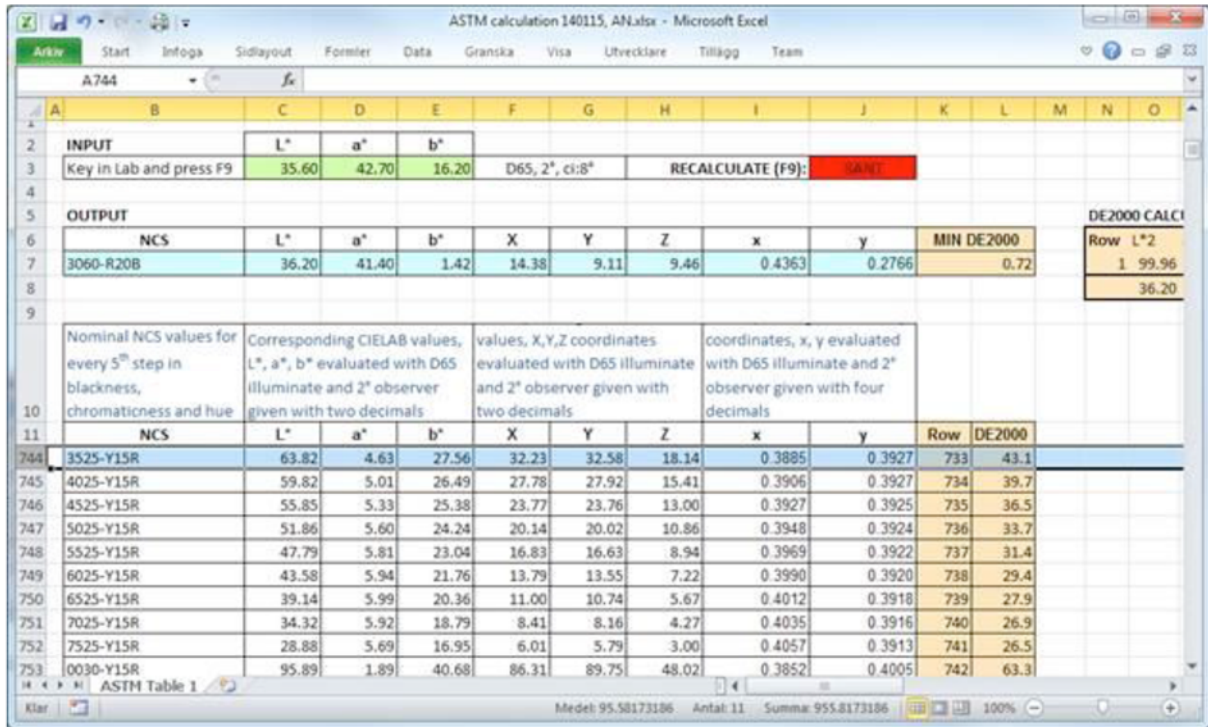 ASTM calculation 140115, AN.xlsx - Microsoft Excel
Arkiv Start Infoga Sidlayout Formler Data Granska Visa Utvecklare Tillägg Team
A744 fx
A B C D E F G H I J K L M N O
2 INPUT L* a* b*
3 Key in Lab and press F9 35.60 42.70 16.20 D65, 2°, ci:8° RECALCULATE (F9): SANT
4
5 OUTPUT DE2000 CALCU
6 NCS L* a* b* X Y Z x y MIN DE2000 Row L*2
7 3060-R20B 36.20 41.40 1.42 14.38 9.11 9.46 0.4363 0.2766 0.72 1 99.96
8 36.20
9
Nominal NCS values for Corresponding CIELAB values, values, X,Y,Z coordinates coordinates, x, y evaluated
every 5th step in L*, a*, b* evaluated with D65 evaluated with D65 illuminate with D65 illuminate and 2°
blackness, illuminate and 2° observer and 2° observer given with observer given with four
10 chromaticness and hue given with two decimals two decimals decimals
11 NCS L* a* b* X Y Z x y Row DE2000
744 3525-Y15R 63.82 4.63 27.56 32.23 32.58 18.14 0.3885 0.3927 733 43.1
745 4025-Y15R 59.82 5.01 26.49 27.78 27.92 15.41 0.3906 0.3927 734 39.7
746 4525-Y15R 55.85 5.33 25.38 23.77 23.76 13.00 0.3927 0.3925 735 36.5
747 5025-Y15R 51.86 5.60 24.24 20.14 20.02 10.86 0.3948 0.3924 736 33.7
748 5525-Y15R 47.79 5.81 23.04 16.83 16.63 8.94 0.3969 0.3922 737 31.4
749 6025-Y15R 43.58 5.94 21.76 13.79 13.55 7.22 0.3990 0.3920 738 29.4
750 6525-Y15R 39.14 5.99 20.36 11.00 10.74 5.67 0.4012 0.3918 739 27.9
751 7025-Y15R 34.32 5.92 18.79 8.41 8.16 4.27 0.4035 0.3916 740 26.9
752 7525-Y15R 28.88 5.69 16.95 6.01 5.79 3.00 0.4057 0.3913 741 26.5
753 0030-Y15R 95.89 1.89 40.68 86.31 89.75 48.02 0.3852 0.4005 742 63.3
ASTM Table 1
Klar Medel: 95.58173186 Antal: 11 Summa: 955.8173186 100%